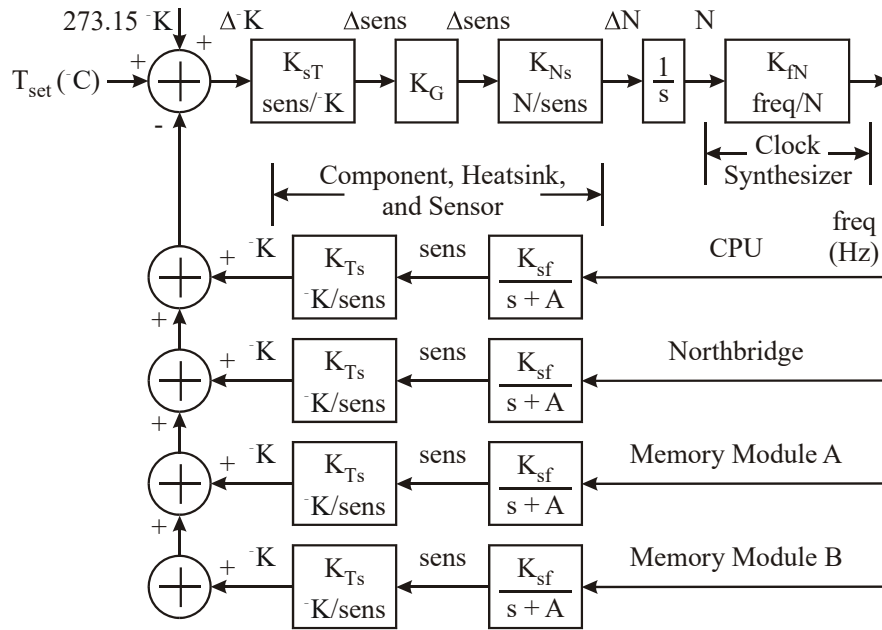 273.15 -K
+
Δ-K
Δsens
Δsens
ΔN
N
T_set (-C)
+
-
K_sT
sens/-K
K_G
K_Ns
N/sens
1
s
K_fN
freq/N
Clock
Synthesizer
Component, Heatsink,
and Sensor
freq
(Hz)
+
-K
K_Ts
-K/sens
sens
K_sf
s + A
CPU
+
+
-K
K_Ts
-K/sens
sens
K_sf
s + A
Northbridge
+
+
-K
K_Ts
-K/sens
sens
K_sf
s + A
Memory Module A
+
+
-K
K_Ts
-K/sens
sens
K_sf
s + A
Memory Module B